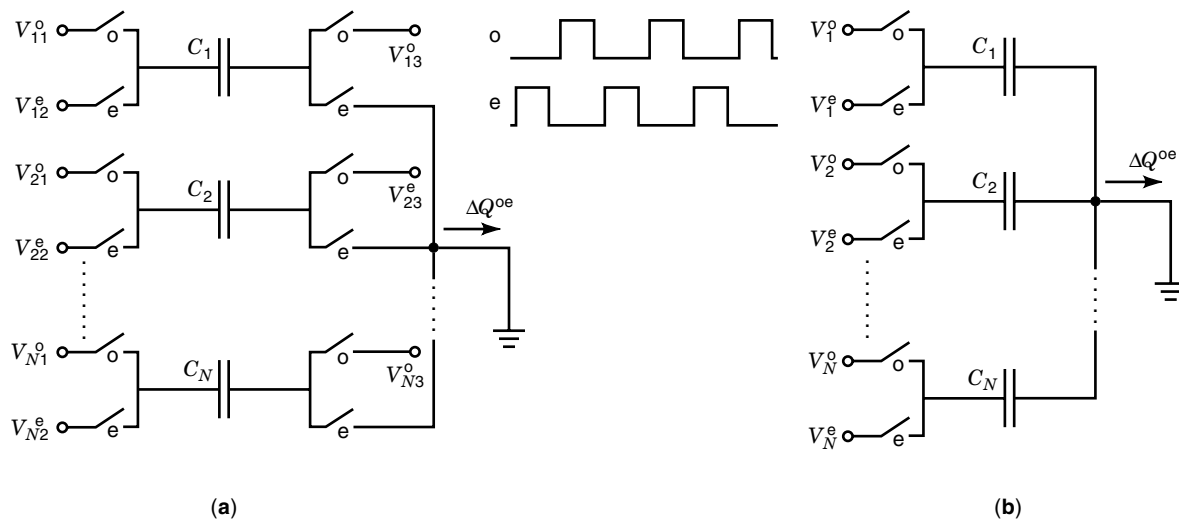 V₁₁ᵒ
o
C₁
o
V₁₃ᵒ
V₁₂ᵉ
e
e
V₂₁ᵒ
o
C₂
o
V₂₃ᵉ
V₂₂ᵉ
e
e
ΔQᵒᵉ
V_N1ᵒ
o
C_N
o
V_N3ᵒ
V_N2ᵉ
e
e
(a)
o
e
V₁ᵒ
o
C₁
V₁ᵉ
e
V₂ᵒ
o
C₂
ΔQᵒᵉ
V₂ᵉ
e
V_Nᵒ
o
C_N
V_Nᵉ
e
(b)